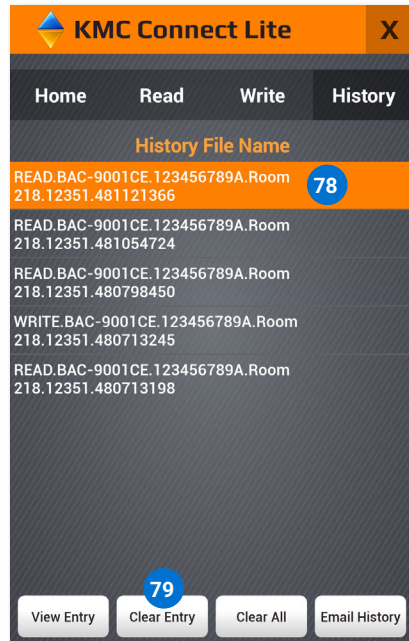 KMC Connect Lite
X
Home Read Write History
History File Name
READ.BAC-9001CE.123456789A.Room
218.12351.481121366
78
READ.BAC-9001CE.123456789A.Room
218.12351.481054724
READ.BAC-9001CE.123456789A.Room
218.12351.480798450
WRITE.BAC-9001CE.123456789A.Room
218.12351.480713245
READ.BAC-9001CE.123456789A.Room
218.12351.480713198
79
View Entry Clear Entry Clear All Email History